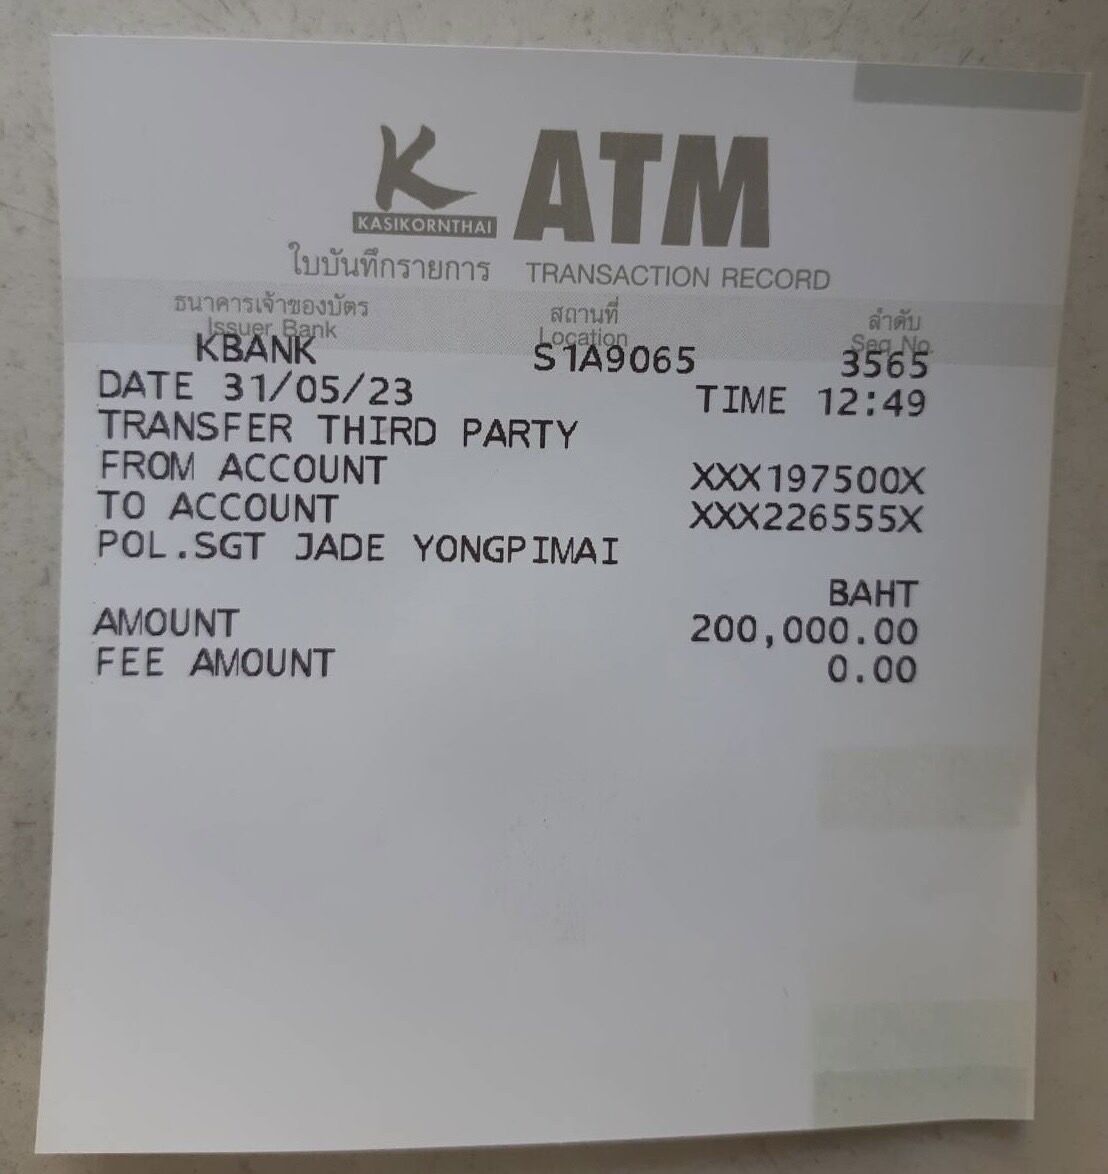 K ATM
KASIKORNTHAI
ใบบันทึกรายการ TRANSACTION RECORD
ธนาคารเจ้าของบัตร สถานที่ ลำดับ
Issuer Bank Location Seq No
KBANK S1A9065 3565
DATE 31/05/23 TIME 12:49
TRANSFER THIRD PARTY
FROM ACCOUNT XXX197500X
TO ACCOUNT XXX226555X
POL.SGT JADE YONGPIMAI
BAHT
AMOUNT 200,000.00
FEE AMOUNT 0.00